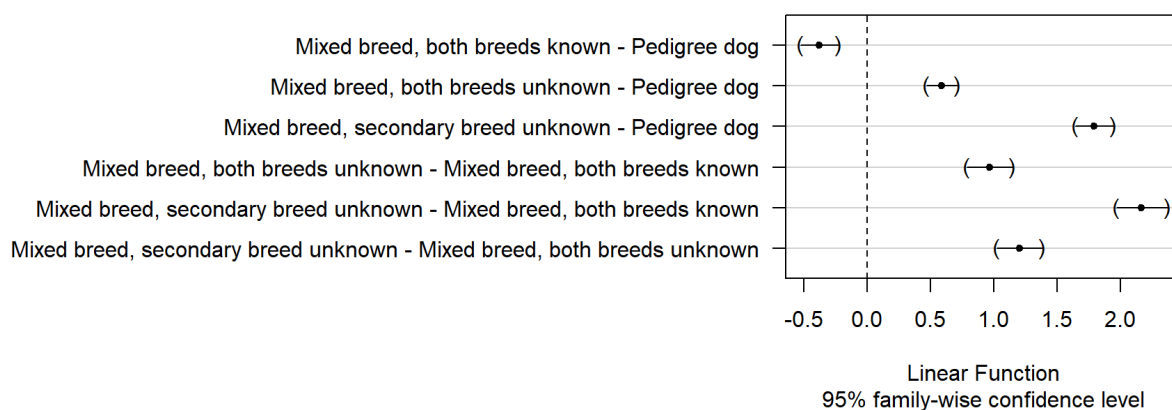 Mixed breed, both breeds known - Pedigree dog
Mixed breed, both breeds unknown - Pedigree dog
Mixed breed, secondary breed unknown - Pedigree dog
Mixed breed, both breeds unknown - Mixed breed, both breeds known
Mixed breed, secondary breed unknown - Mixed breed, both breeds known
Mixed breed, secondary breed unknown - Mixed breed, both breeds unknown
-0.5 0.0 0.5 1.0 1.5 2.0
Linear Function
95% family-wise confidence level